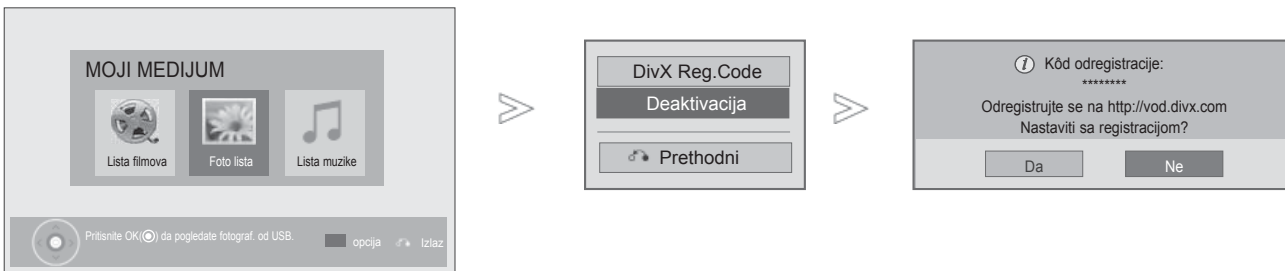 MOJI MEDIJUM
Lista filmova
Foto lista
Lista muzike
Pritisnite OK(◉) da pogledate fotograf. od USB.
opcija
Izlaz
DivX Reg.Code
Deaktivacija
Prethodni
i Kôd odregistracije:
********
Odregistrujte se na http://vod.divx.com
Nastaviti sa registracijom?
Da
Ne